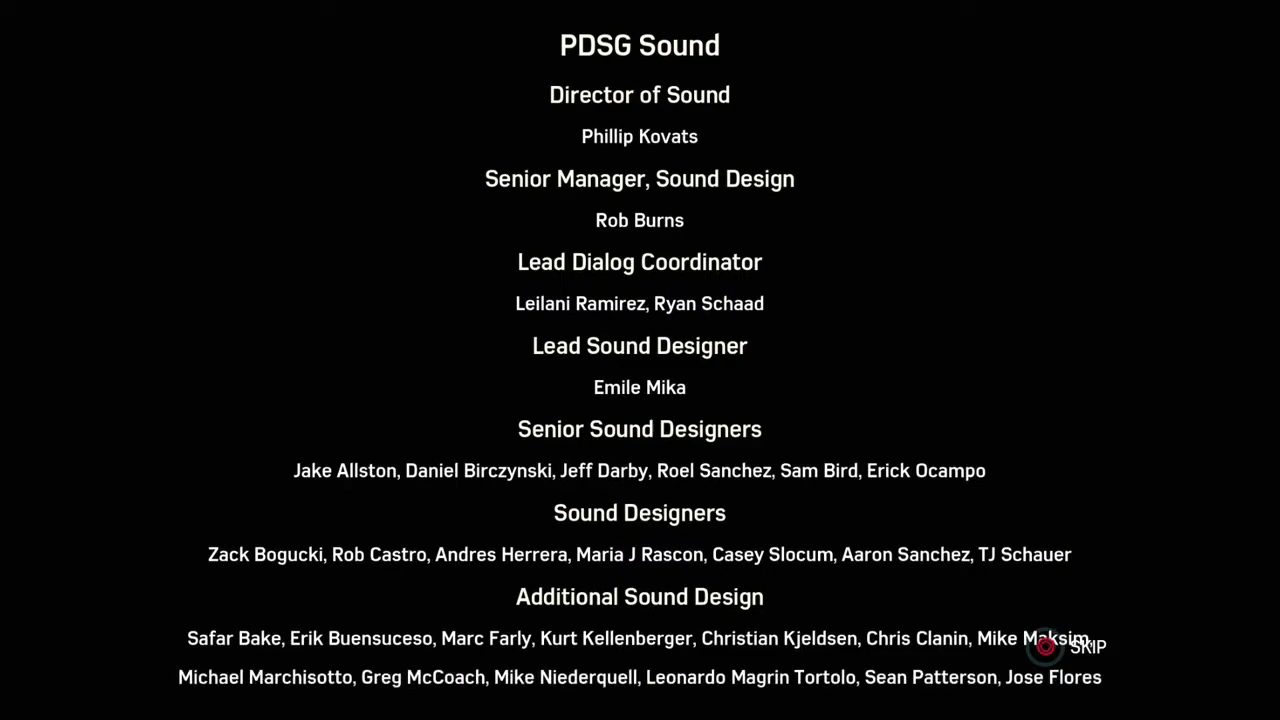 PDSG Sound
Director of Sound
Phillip Kovats
Senior Manager, Sound Design
Rob Burns
Lead Dialog Coordinator
Leilani Ramirez, Ryan Schaad
Lead Sound Designer
Emile Mika
Senior Sound Designers
Jake Allston, Daniel Birczynski, Jeff Darby, Roel Sanchez, Sam Bird, Erick Ocampo
Sound Designers
Zack Bogucki, Rob Castro, Andres Herrera, Maria J Rascon, Casey Slocum, Aaron Sanchez, TJ Schauer
Additional Sound Design
Safar Bake, Erik Buensuceso, Marc Farly, Kurt Kellenberger, Christian Kjeldsen, Chris Clanin, Mike Maksim,
SKIP
Michael Marchisotto, Greg McCoach, Mike Niederquell, Leonardo Magrin Tortolo, Sean Patterson, Jose Flores